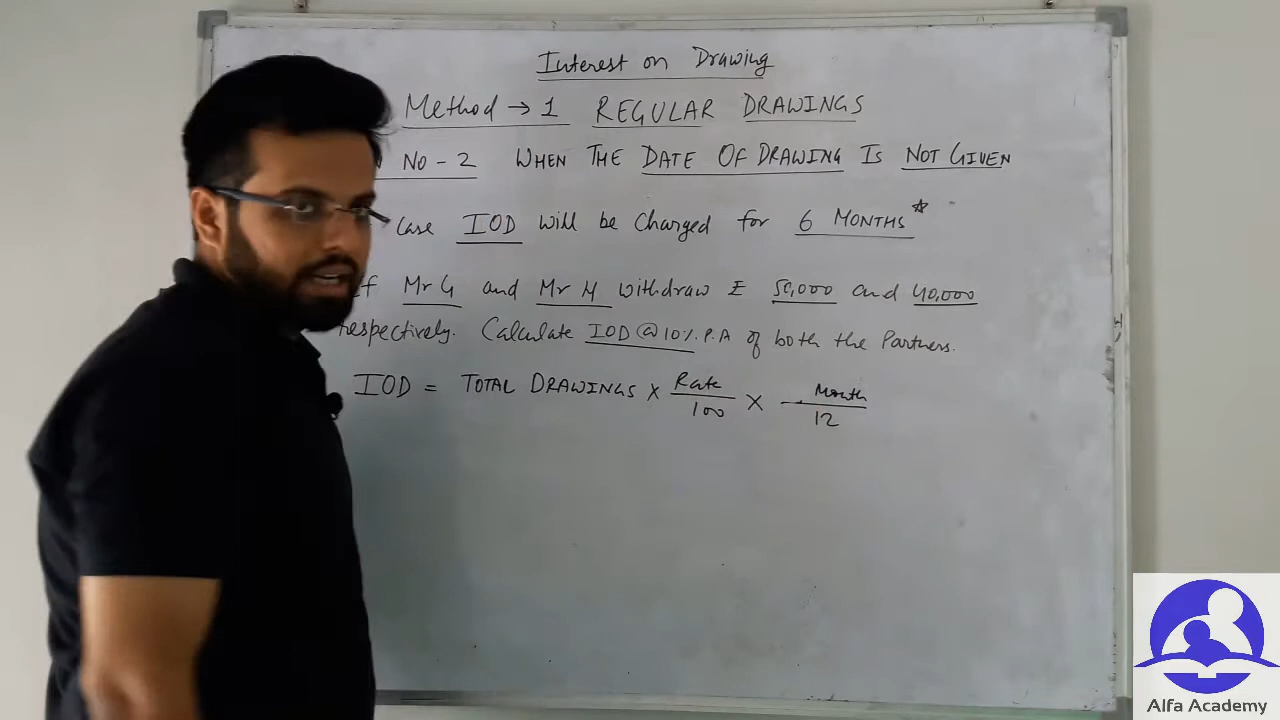 Interest on Drawing
Method → 1 REGULAR DRAWINGS
NO - 2 WHEN THE DATE OF DRAWING IS NOT GIVEN
Case IOD will be Charged for 6 MONTHS*
If Mr G and Mr M withdraw ₹ 50,000 and 40,000
respectively. Calculate IOD @ 10% P.A of both the Partners.
IOD = TOTAL DRAWINGS × Rate/100 × Month/12
Alfa Academy